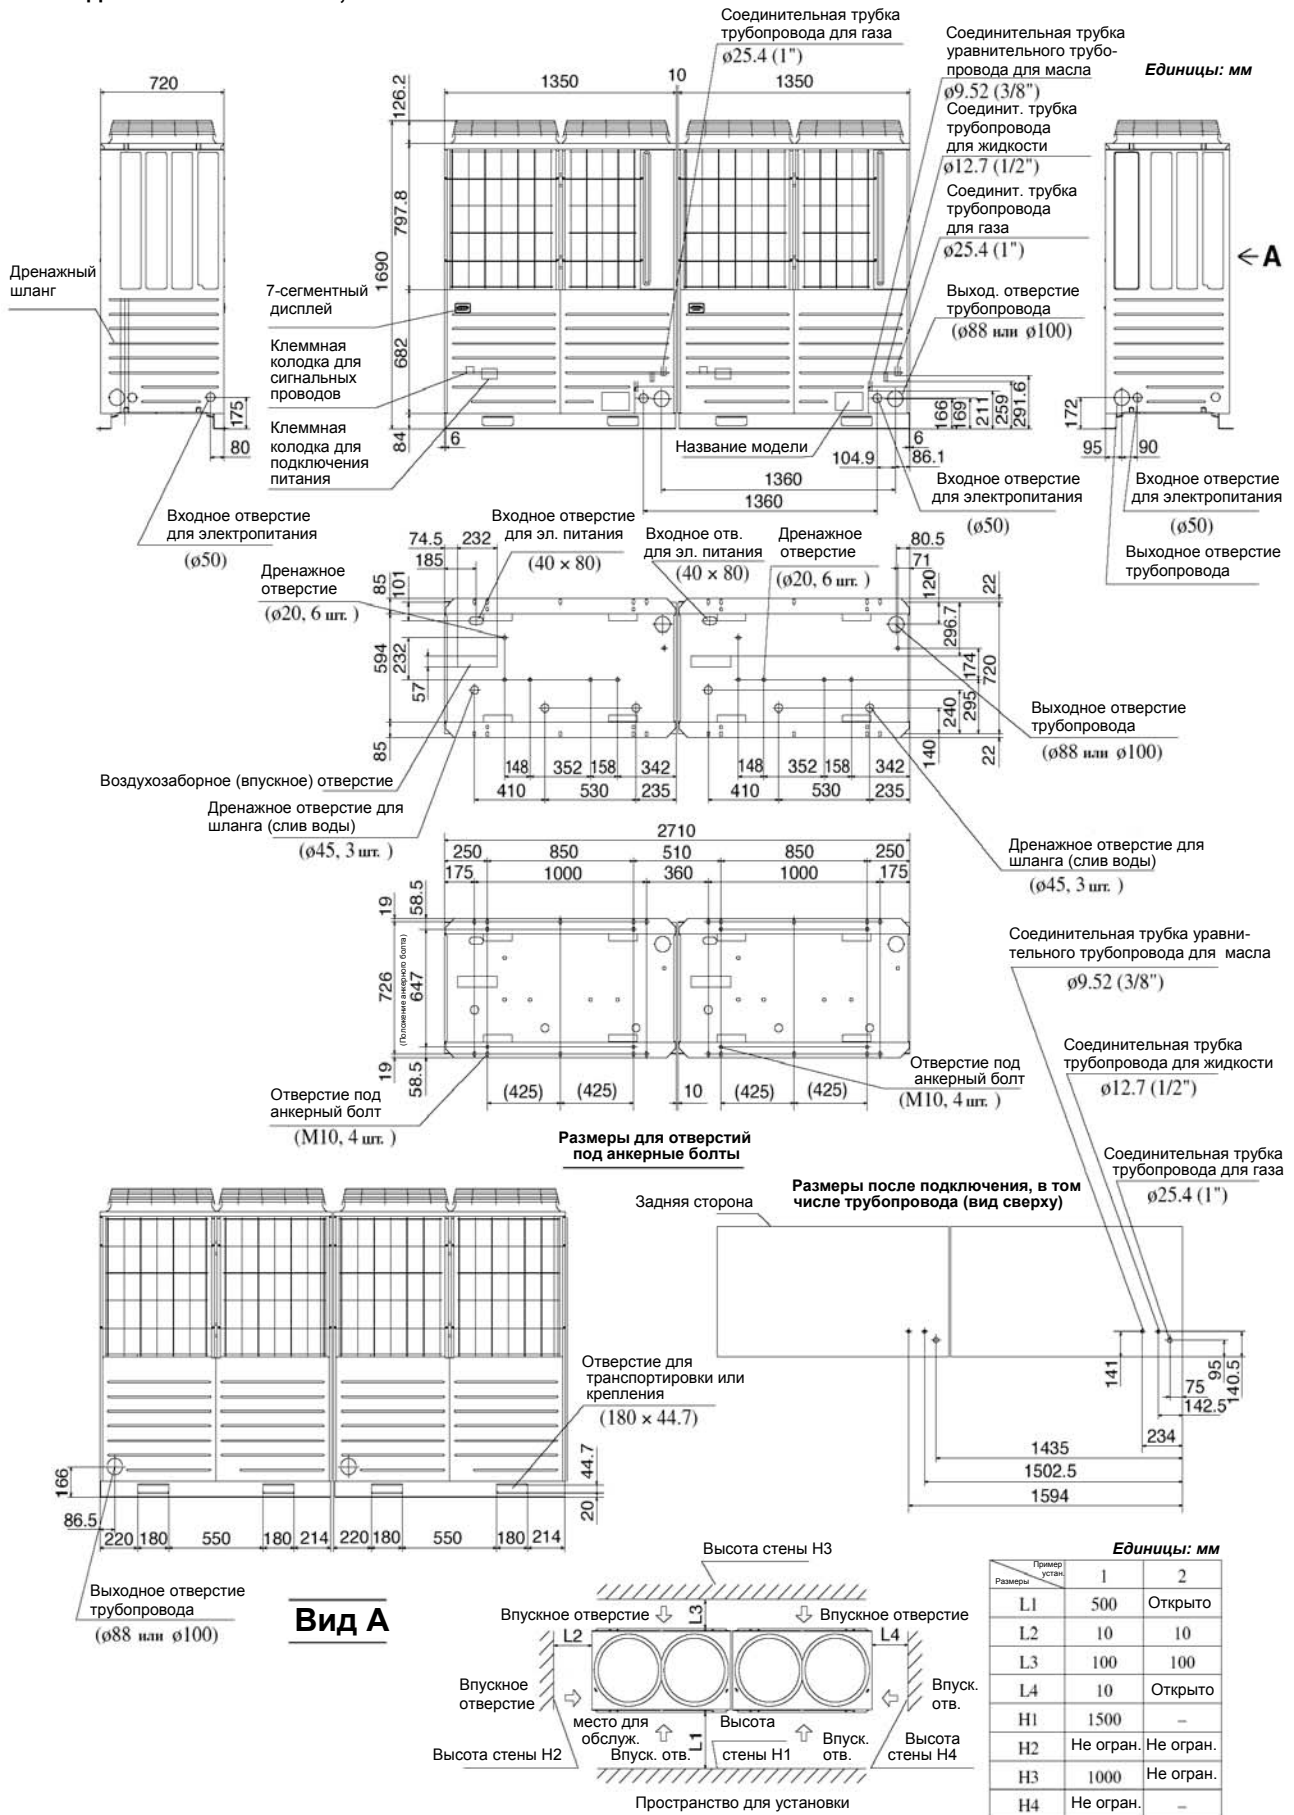 Соединительная трубка
трубопровода для газа
ø25.4 (1")
Соединительная трубка
уравнительного трубо-
провода для масла
ø9.52 (3/8")
Единицы: мм
Соединит. трубка
трубопровода
для жидкости
ø12.7 (1/2")
Соединит. трубка
трубопровода
для газа
ø25.4 (1")
Выход. отверстие
трубопровода
(ø88 или ø100)
720
1350
10
1350
126.2
797.8
1690
682
84
A
Дренажный
шланг
7-сегментный
дисплей
Клеммная
колодка для
сигнальных
проводов
Клеммная
колодка для
подключения
питания
175
80
6
Название модели
166
169
211
259
291.6
6
104.9
86.1
1360
1360
172
95
90
Входное отверстие
для электропитания
(ø50)
Входное отверстие
для электропитания
(ø50)
Входное отверстие
для электропитания
(ø50)
Выходное отверстие
трубопровода
Входное отверстие
для эл. питания
(40 × 80)
Входное отв.
для эл. питания
(40 × 80)
Дренажное
отверстие
(ø20, 6 шт. )
Дренажное
отверстие
(ø20, 6 шт. )
74.5
232
185
85
101
594
232
57
85
80.5
71
120
22
296.7
174
720
240
295
140
22
Выходное отверстие
трубопровода
(ø88 или ø100)
148
352
158
342
148
352
158
342
410
530
235
410
530
235
Воздухозаборное (впускное) отверстие
Дренажное отверстие для
шланга (слив воды)
(ø45, 3 шт. )
Дренажное отверстие для
шланга (слив воды)
(ø45, 3 шт. )
2710
250
850
510
850
250
175
1000
360
1000
175
19
58.5
726
(Положение анкерного болта)
647
19
58.5
(425)
(425)
10
(425)
(425)
Отверстие под
анкерный болт
(M10, 4 шт. )
Отверстие под
анкерный болт
(M10, 4 шт. )
Размеры для отверстий
под анкерные болты
Соединительная трубка уравни-
тельного трубопровода для масла
ø9.52 (3/8")
Соединительная трубка
трубопровода для жидкости
ø12.7 (1/2")
Соединительная трубка
трубопровода для газа
ø25.4 (1")
Размеры после подключения, в том
числе трубопровода (вид сверху)
Задняя сторона
141
95
140.5
75
142.5
234
1435
1502.5
1594
Отверстие для
транспортировки или
крепления
(180 × 44.7)
166
86.5
44.7
20
220
180
550
180
214
220
180
550
180
214
Выходное отверстие
трубопровода
(ø88 или ø100)
Вид A
Высота стены H3
Впускное отверстие
L3
Впускное отверстие
L2
L4
Впускное
отверстие
Впуск.
отв.
место для
обслуж.
Впуск. отв.
L1
Высота
стены H1
Впуск.
отв.
Высота стены H2
Высота
стены H4
Пространство для установки
Единицы: мм
Пример устан.
Размеры
1
2
L1 500 Открыто
L2 10 10
L3 100 100
L4 10 Открыто
H1 1500 –
H2 Не огран. Не огран.
H3 1000 Не огран.
H4 Не огран. –